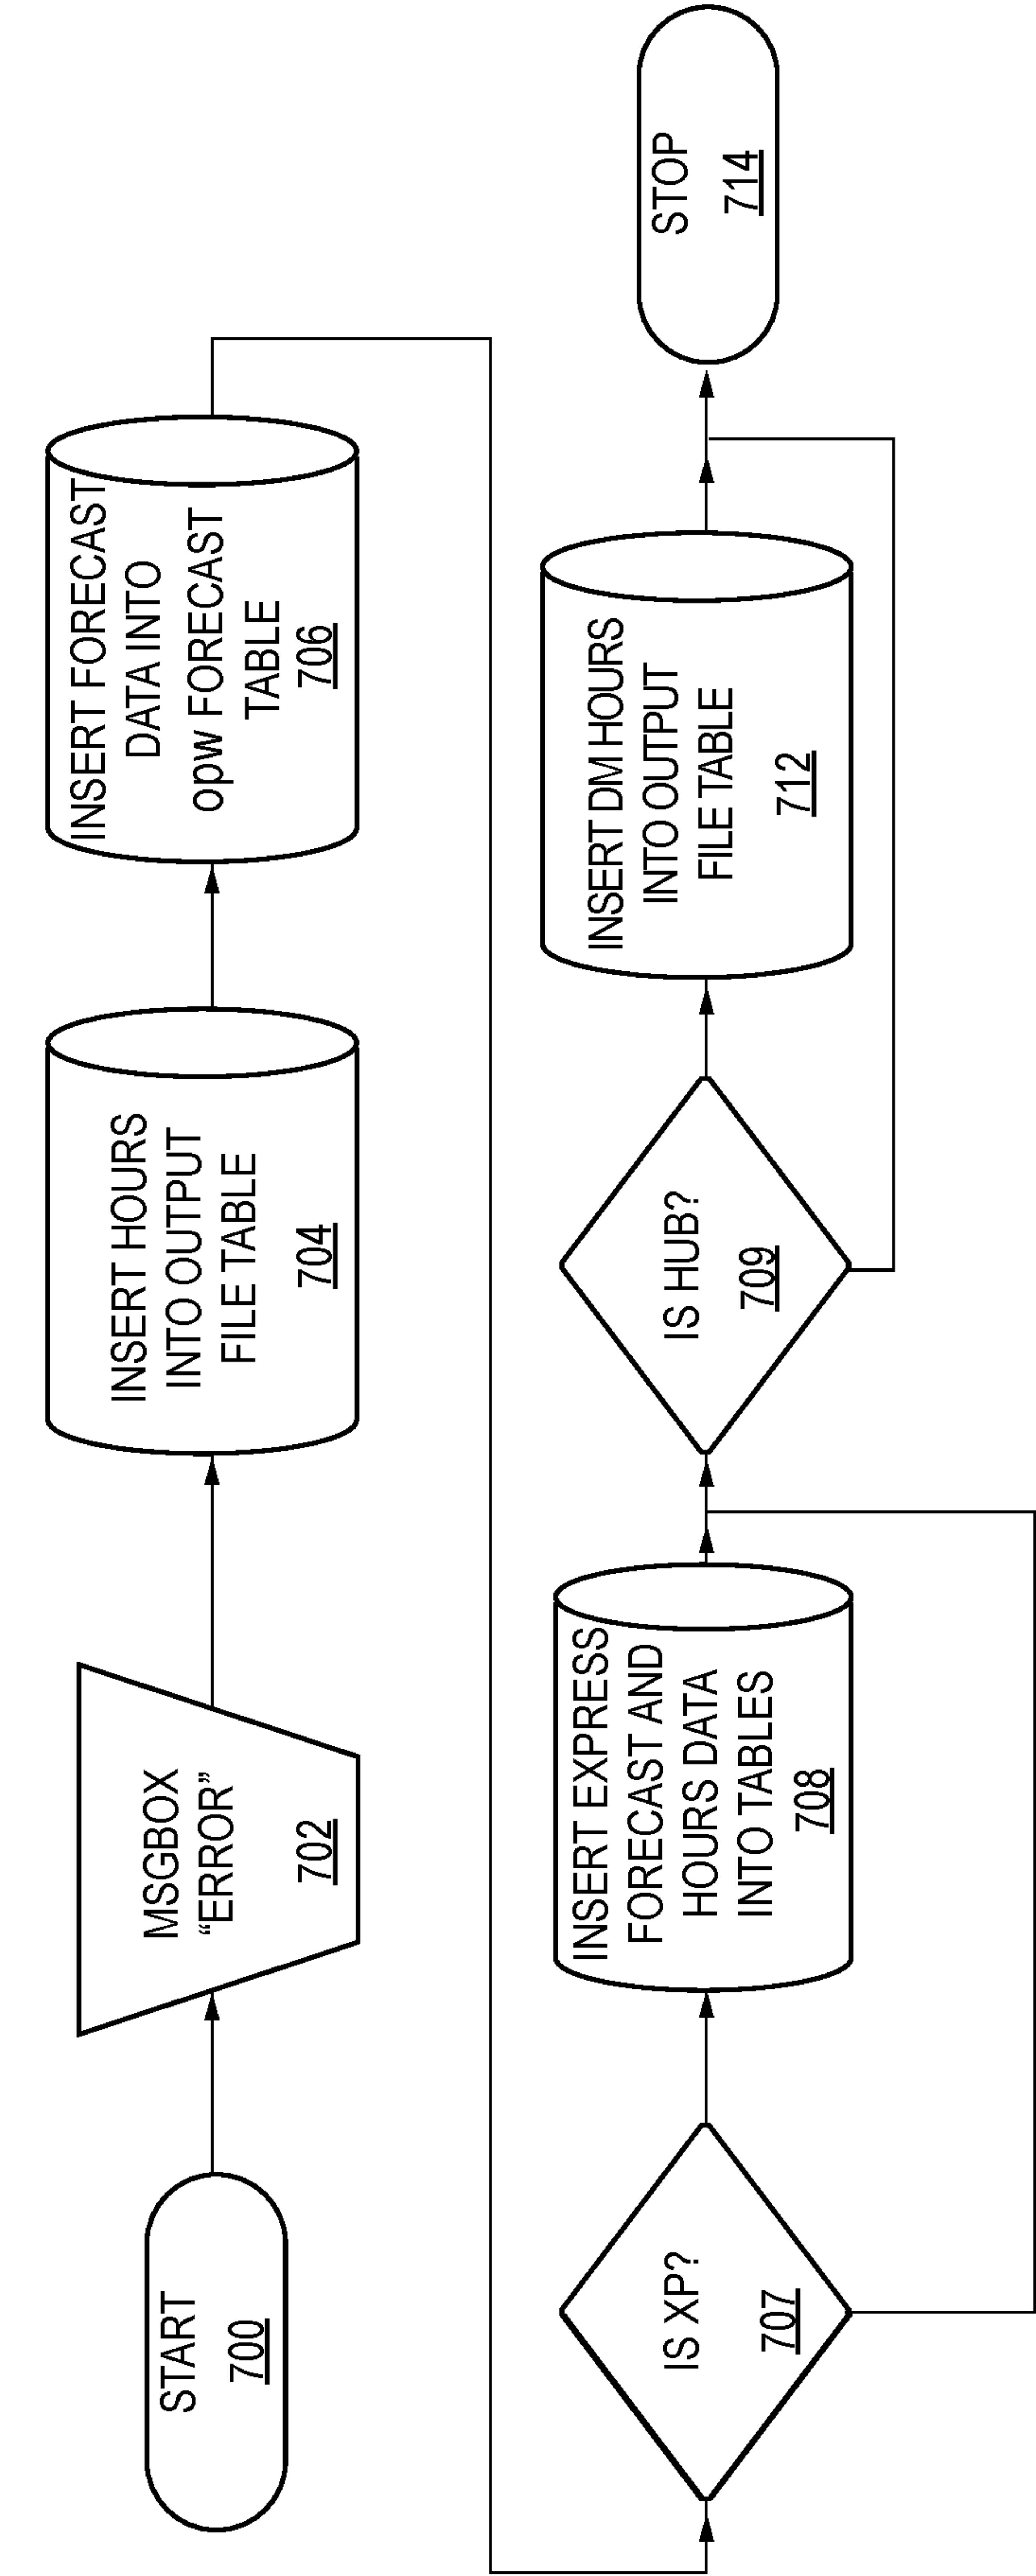 START
700
MSGBOX
“ERROR”
702
INSERT HOURS
INTO OUTPUT
FILE TABLE
704
INSERT FORECAST
DATA INTO
opw FORECAST
TABLE
706
IS XP?
707
INSERT EXPRESS
FORECAST AND
HOURS DATA
INTO TABLES
708
IS HUB?
709
INSERT DM HOURS
INTO OUTPUT
FILE TABLE
712
STOP
714